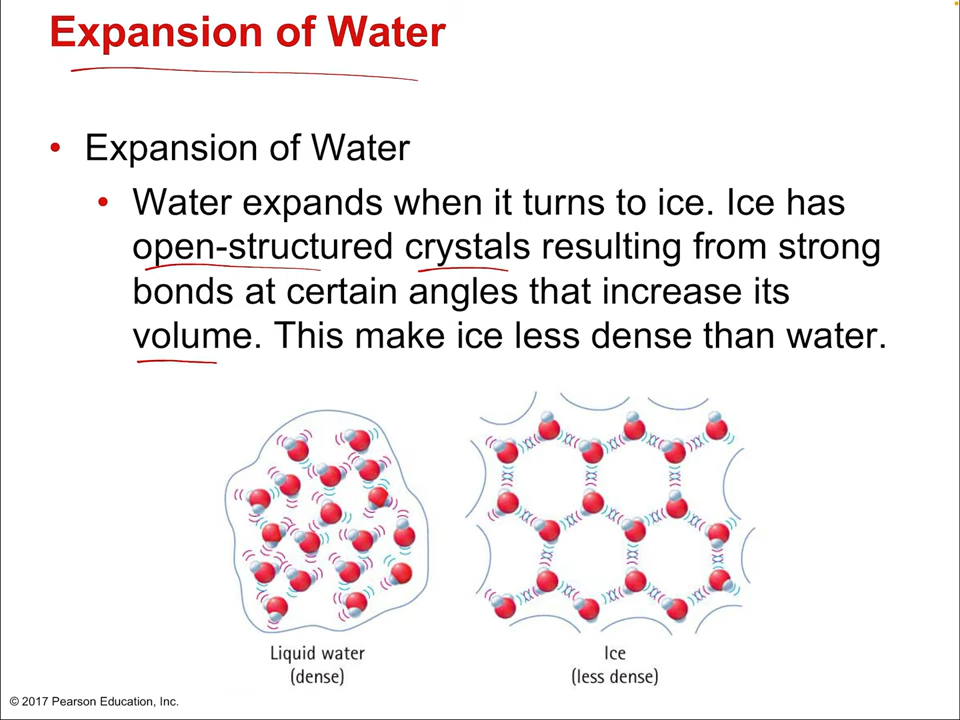 Expansion of Water
• Expansion of Water
• Water expands when it turns to ice. Ice has
open-structured crystals resulting from strong
bonds at certain angles that increase its
volume. This make ice less dense than water.
Liquid water
(dense)
Ice
(less dense)
© 2017 Pearson Education, Inc.